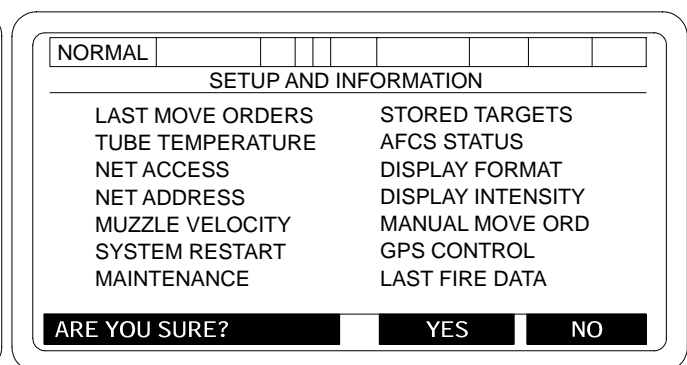 NORMAL
SETUP AND INFORMATION
LAST MOVE ORDERS
TUBE TEMPERATURE
NET ACCESS
NET ADDRESS
MUZZLE VELOCITY
SYSTEM RESTART
MAINTENANCE
STORED TARGETS
AFCS STATUS
DISPLAY FORMAT
DISPLAY INTENSITY
MANUAL MOVE ORD
GPS CONTROL
LAST FIRE DATA
ARE YOU SURE? YES NO